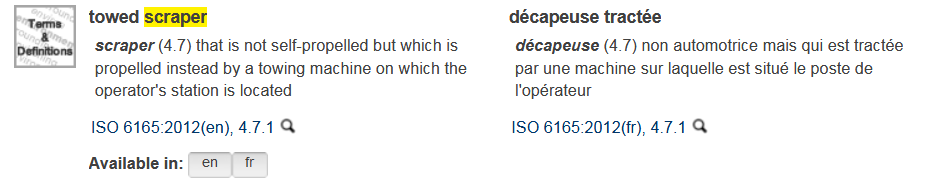 Terms
&
Definitions
towed scraper
scraper (4.7) that is not self-propelled but which is
propelled instead by a towing machine on which the
operator's station is located
ISO 6165:2012(en), 4.7.1
Available in: en fr
décapeuse tractée
décapeuse (4.7) non automotrice mais qui est tractée
par une machine sur laquelle est situé le poste de
l'opérateur
ISO 6165:2012(fr), 4.7.1